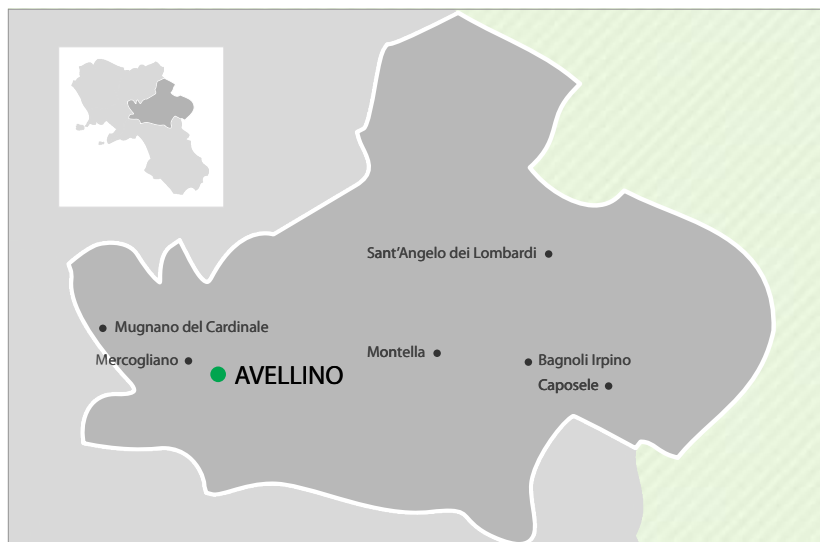 Sant’Angelo dei Lombardi
Mugnano del Cardinale
Mercogliano
Montella
Bagnoli Irpino
AVELLINO
Caposele